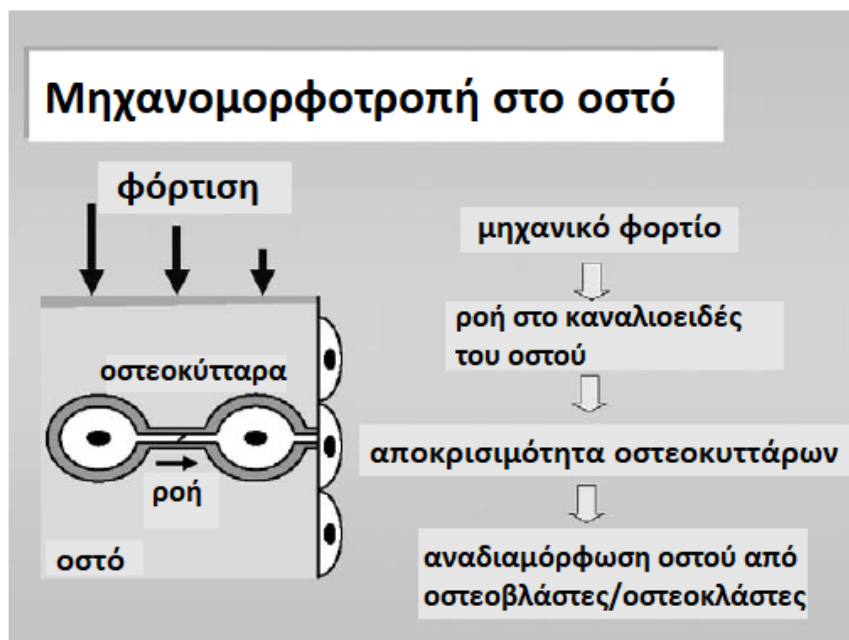 Μηχανομορφοτροπή στο οστό
φόρτιση
οστεοκύτταρα
ροή
οστό
μηχανικό φορτίο
ροή στο καναλιοειδές
του οστού
αποκρισιμότητα οστεοκυττάρων
αναδιαμόρφωση οστού από
οστεοβλάστες/οστεοκλάστες